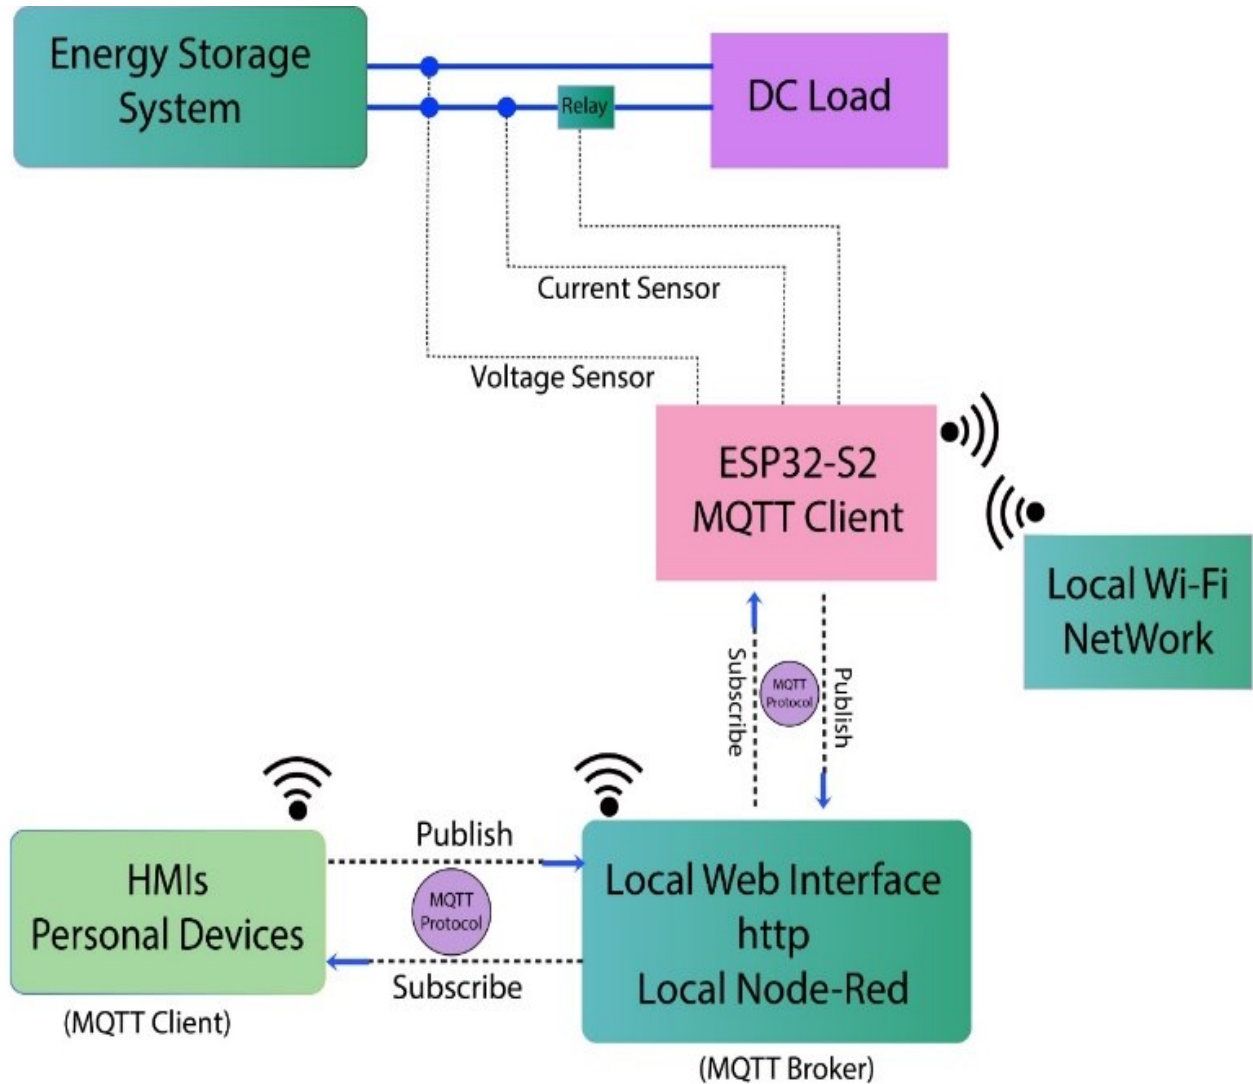 Energy Storage
System
DC Load
Relay
Current Sensor
Voltage Sensor
ESP32-S2
MQTT Client
Local Wi-Fi
NetWork
Subscribe
MQTT
Protocol
Publish
Publish
MQTT
Protocol
Subscribe
HMIs
Personal Devices
(MQTT Client)
Local Web Interface
http
Local Node-Red
(MQTT Broker)